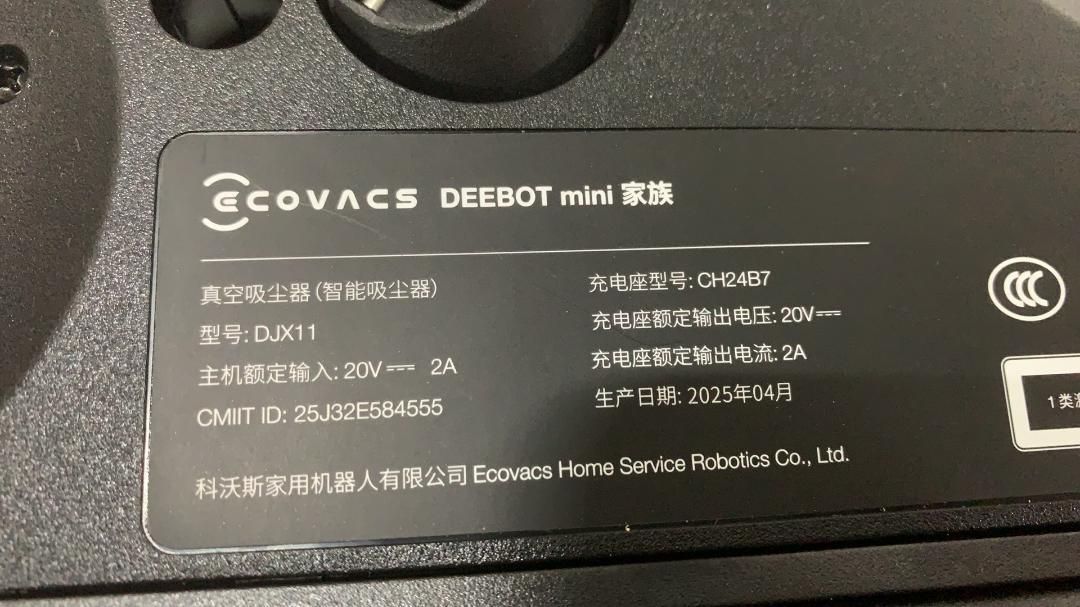 ECOVACS DEEBOT mini 家族
真空吸尘器(智能吸尘器)
型号: DJX11
主机额定输入: 20V⎓ 2A
CMIIT ID: 25J32E584555
充电座型号: CH24B7
充电座额定输出电压: 20V⎓
充电座额定输出电流: 2A
生产日期: 2025年04月
科沃斯家用机器人有限公司 Ecovacs Home Service Robotics Co., Ltd.
CCC
1类